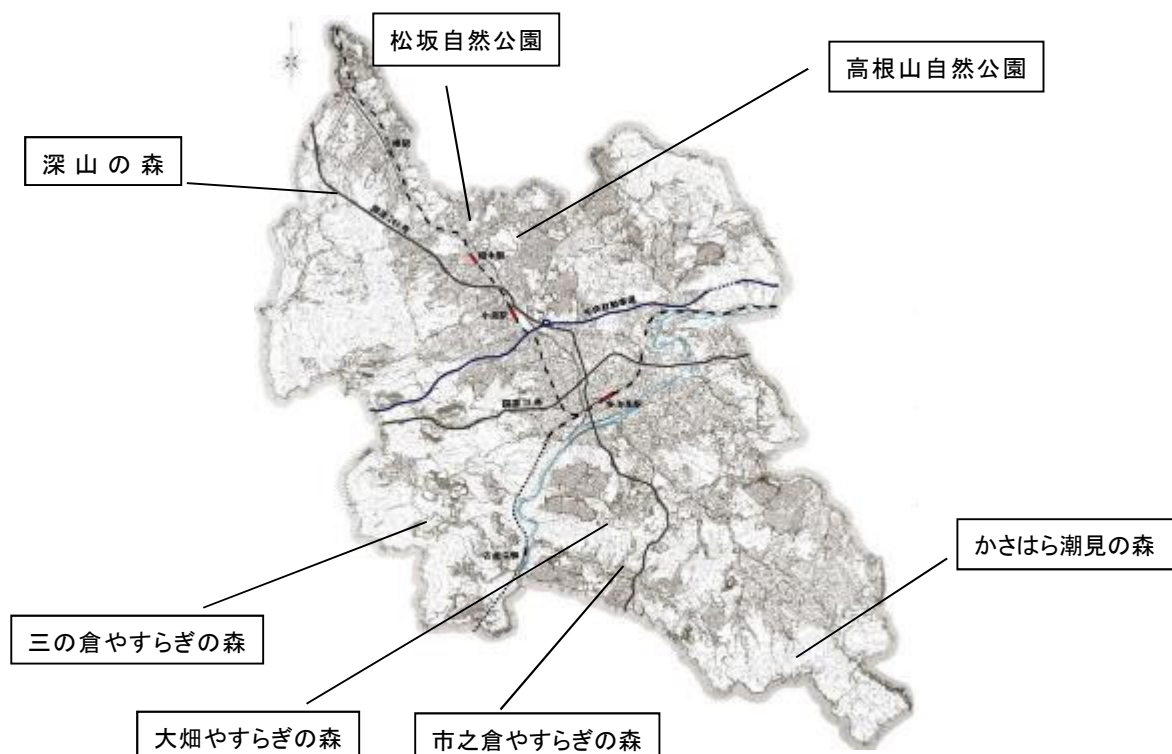 松坂自然公園
高根山自然公園
深山の森
かさはら潮見の森
三の倉やすらぎの森
大畑やすらぎの森
市之倉やすらぎの森